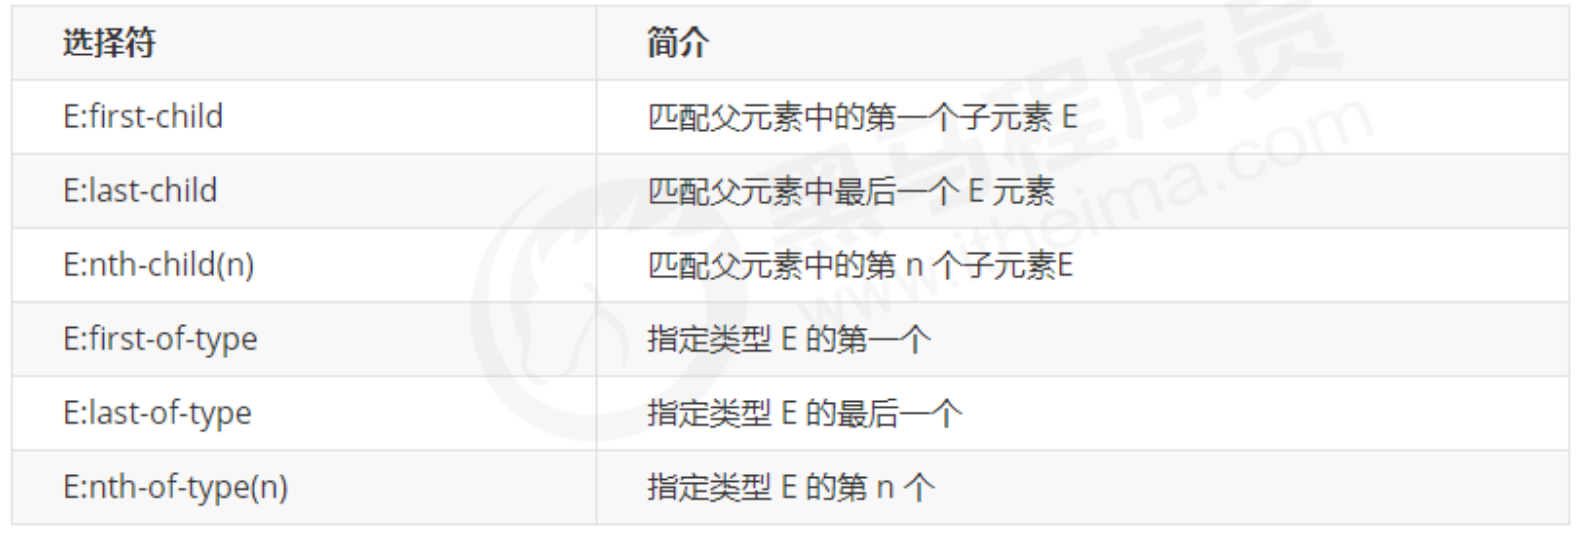 选择符 简介
E:first-child 匹配父元素中的第一个子元素 E
E:last-child 匹配父元素中最后一个 E 元素
E:nth-child(n) 匹配父元素中的第 n 个子元素E
E:first-of-type 指定类型 E 的第一个
E:last-of-type 指定类型 E 的最后一个
E:nth-of-type(n) 指定类型 E 的第 n 个
黑马程序员
www.itheima.com